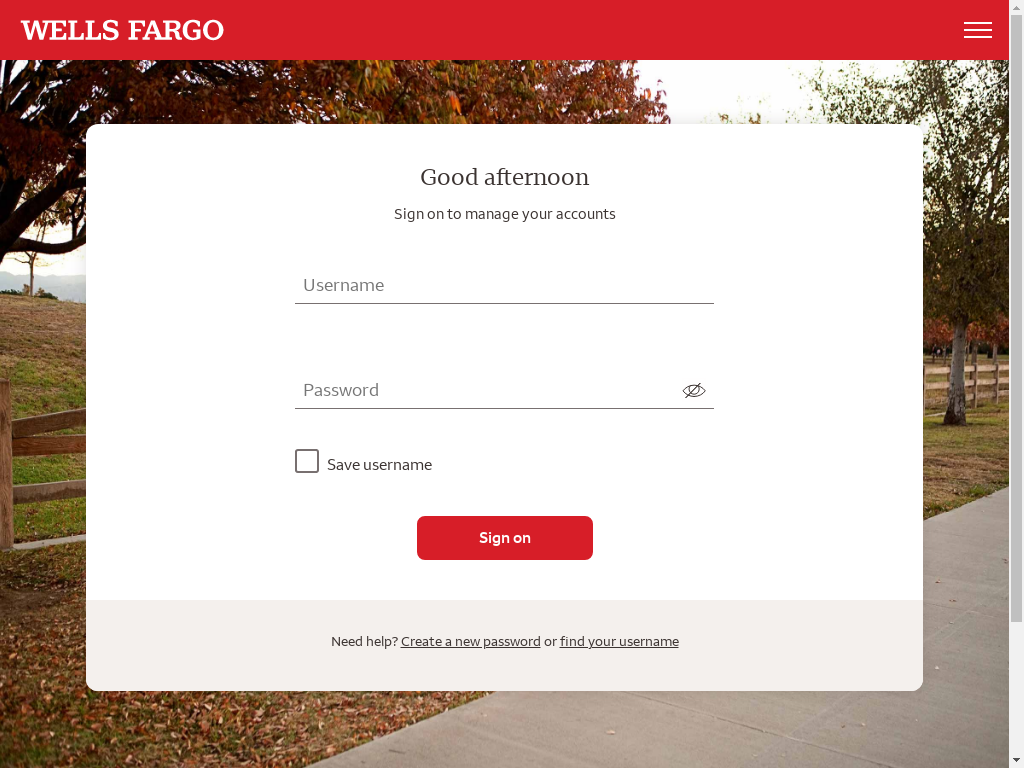 WELLS FARGO
Good afternoon
Sign on to manage your accounts
Username
Password
Save username
Sign on
Need help? Create a new password or find your username